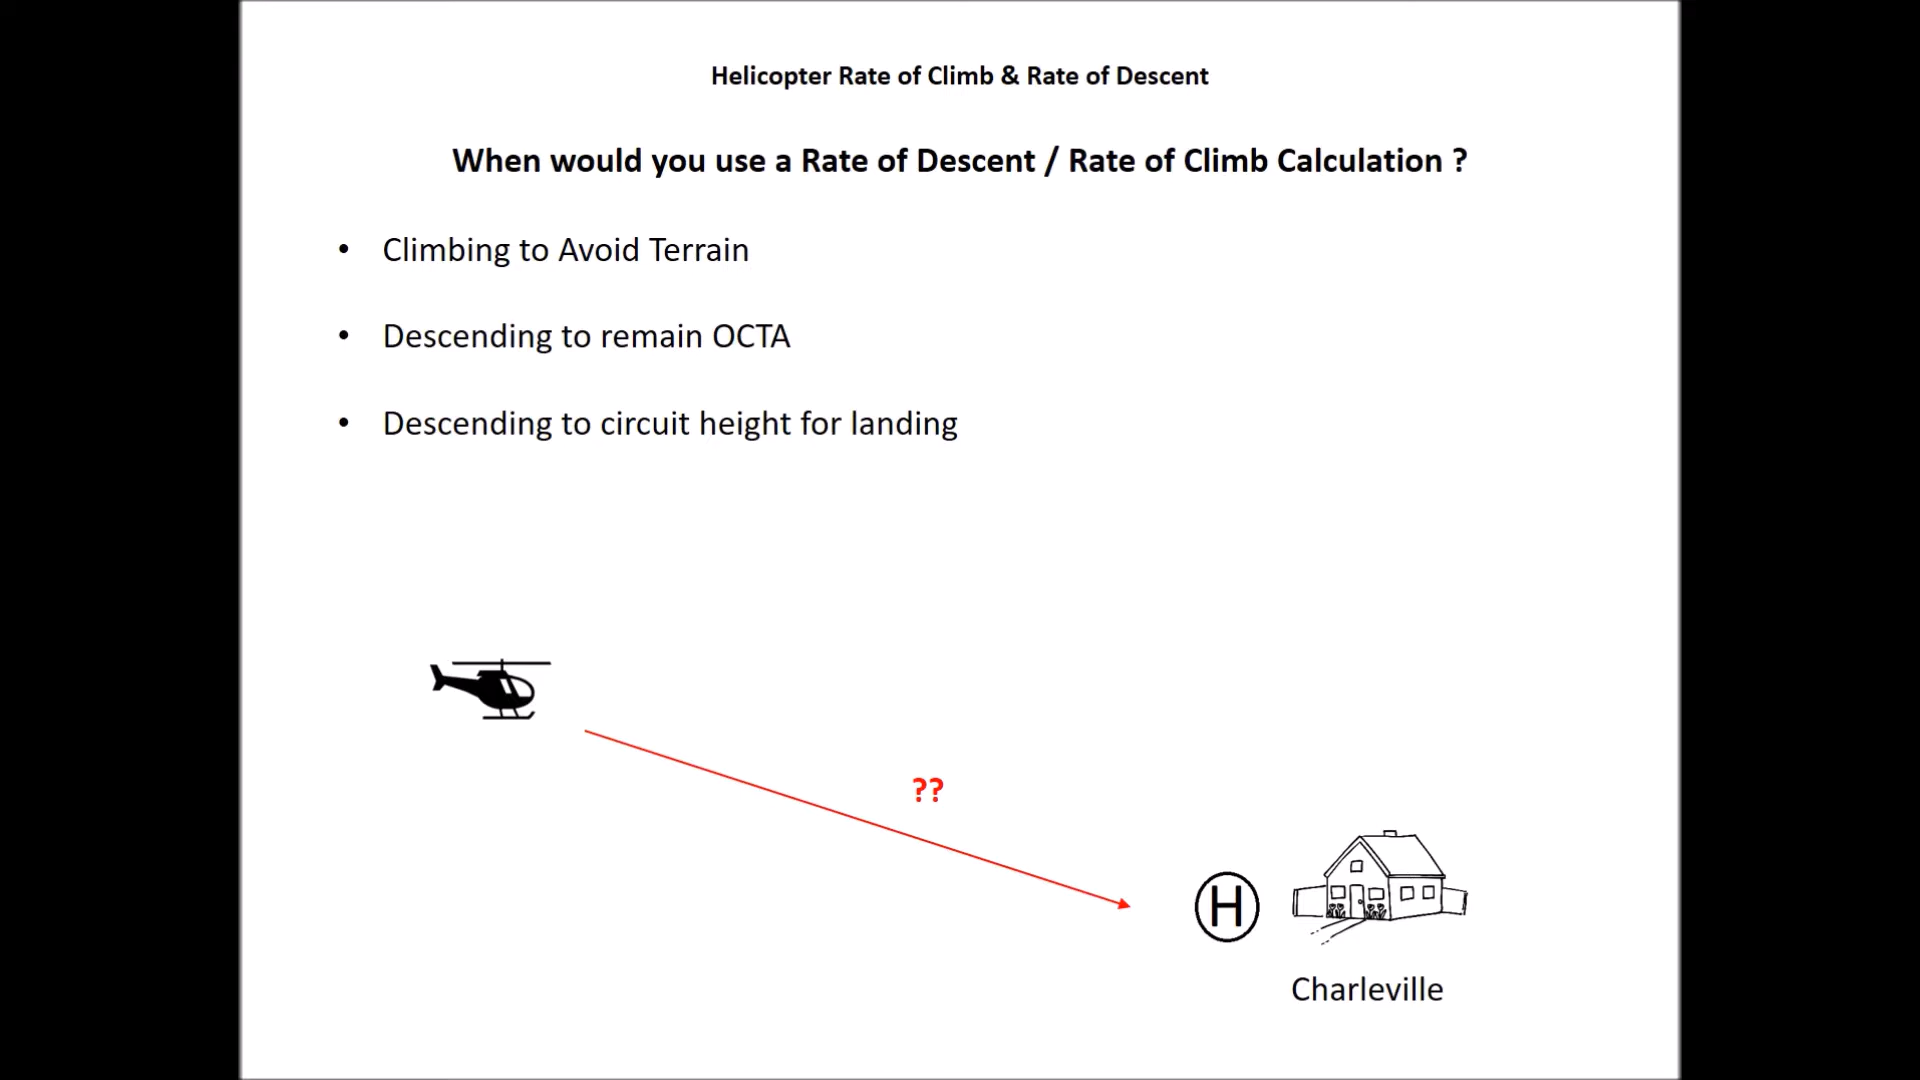 Helicopter Rate of Climb & Rate of Descent
When would you use a Rate of Descent / Rate of Climb Calculation ?
• Climbing to Avoid Terrain
• Descending to remain OCTA
• Descending to circuit height for landing
??
H
Charleville